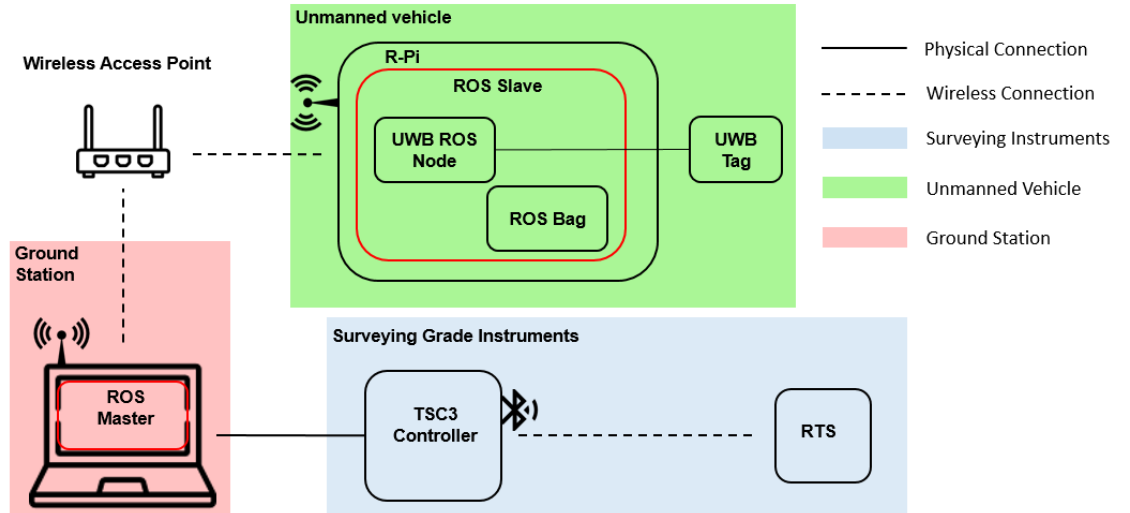 Unmanned vehicle
R-Pi
ROS Slave
UWB ROS
Node
UWB
Tag
ROS Bag
Wireless Access Point
Physical Connection
Wireless Connection
Surveying Instruments
Unmanned Vehicle
Ground Station
Ground
Station
ROS
Master
Surveying Grade Instruments
TSC3
Controller
RTS